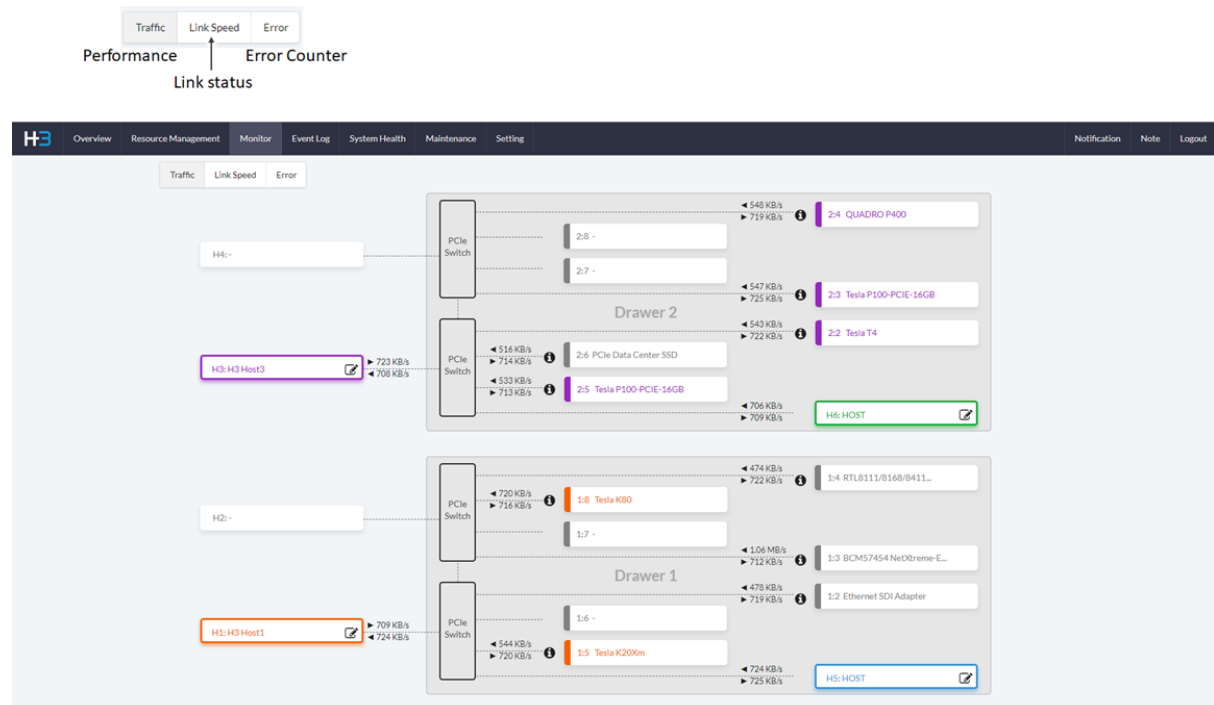 Traffic Link Speed Error
Performance Error Counter
Link status
H3 Overview Resource Management Monitor Event Log System Health Maintenance Setting Notification Note Logout
Traffic Link Speed Error
◄ 548 KB/s
► 719 KB/s
2:4 QUADRO P400
PCIe
Switch
2:8 -
H4: -
2:7 -
◄ 547 KB/s
► 725 KB/s
2:3 Tesla P100-PCIE-16GB
Drawer 2
◄ 543 KB/s
► 722 KB/s
2:2 Tesla T4
H3: H3 Host3
► 723 KB/s
◄ 708 KB/s
PCIe
Switch
◄ 516 KB/s
► 714 KB/s
2:6 PCIe Data Center SSD
◄ 533 KB/s
► 713 KB/s
2:5 Tesla P100-PCIE-16GB
◄ 706 KB/s
► 709 KB/s
H6: HOST
◄ 474 KB/s
► 722 KB/s
1:4 RTL8111/8168/8411...
PCIe
Switch
◄ 720 KB/s
► 716 KB/s
1:8 Tesla K80
H2: -
1:7 -
◄ 1.06 MB/s
► 712 KB/s
1:3 BCM57454 NetXtreme-E...
Drawer 1
◄ 478 KB/s
► 719 KB/s
1:2 Ethernet SDI Adapter
H1: H3 Host1
► 709 KB/s
◄ 724 KB/s
PCIe
Switch
1:6 -
◄ 544 KB/s
► 720 KB/s
1:5 Tesla K20Xm
◄ 724 KB/s
► 725 KB/s
H5: HOST